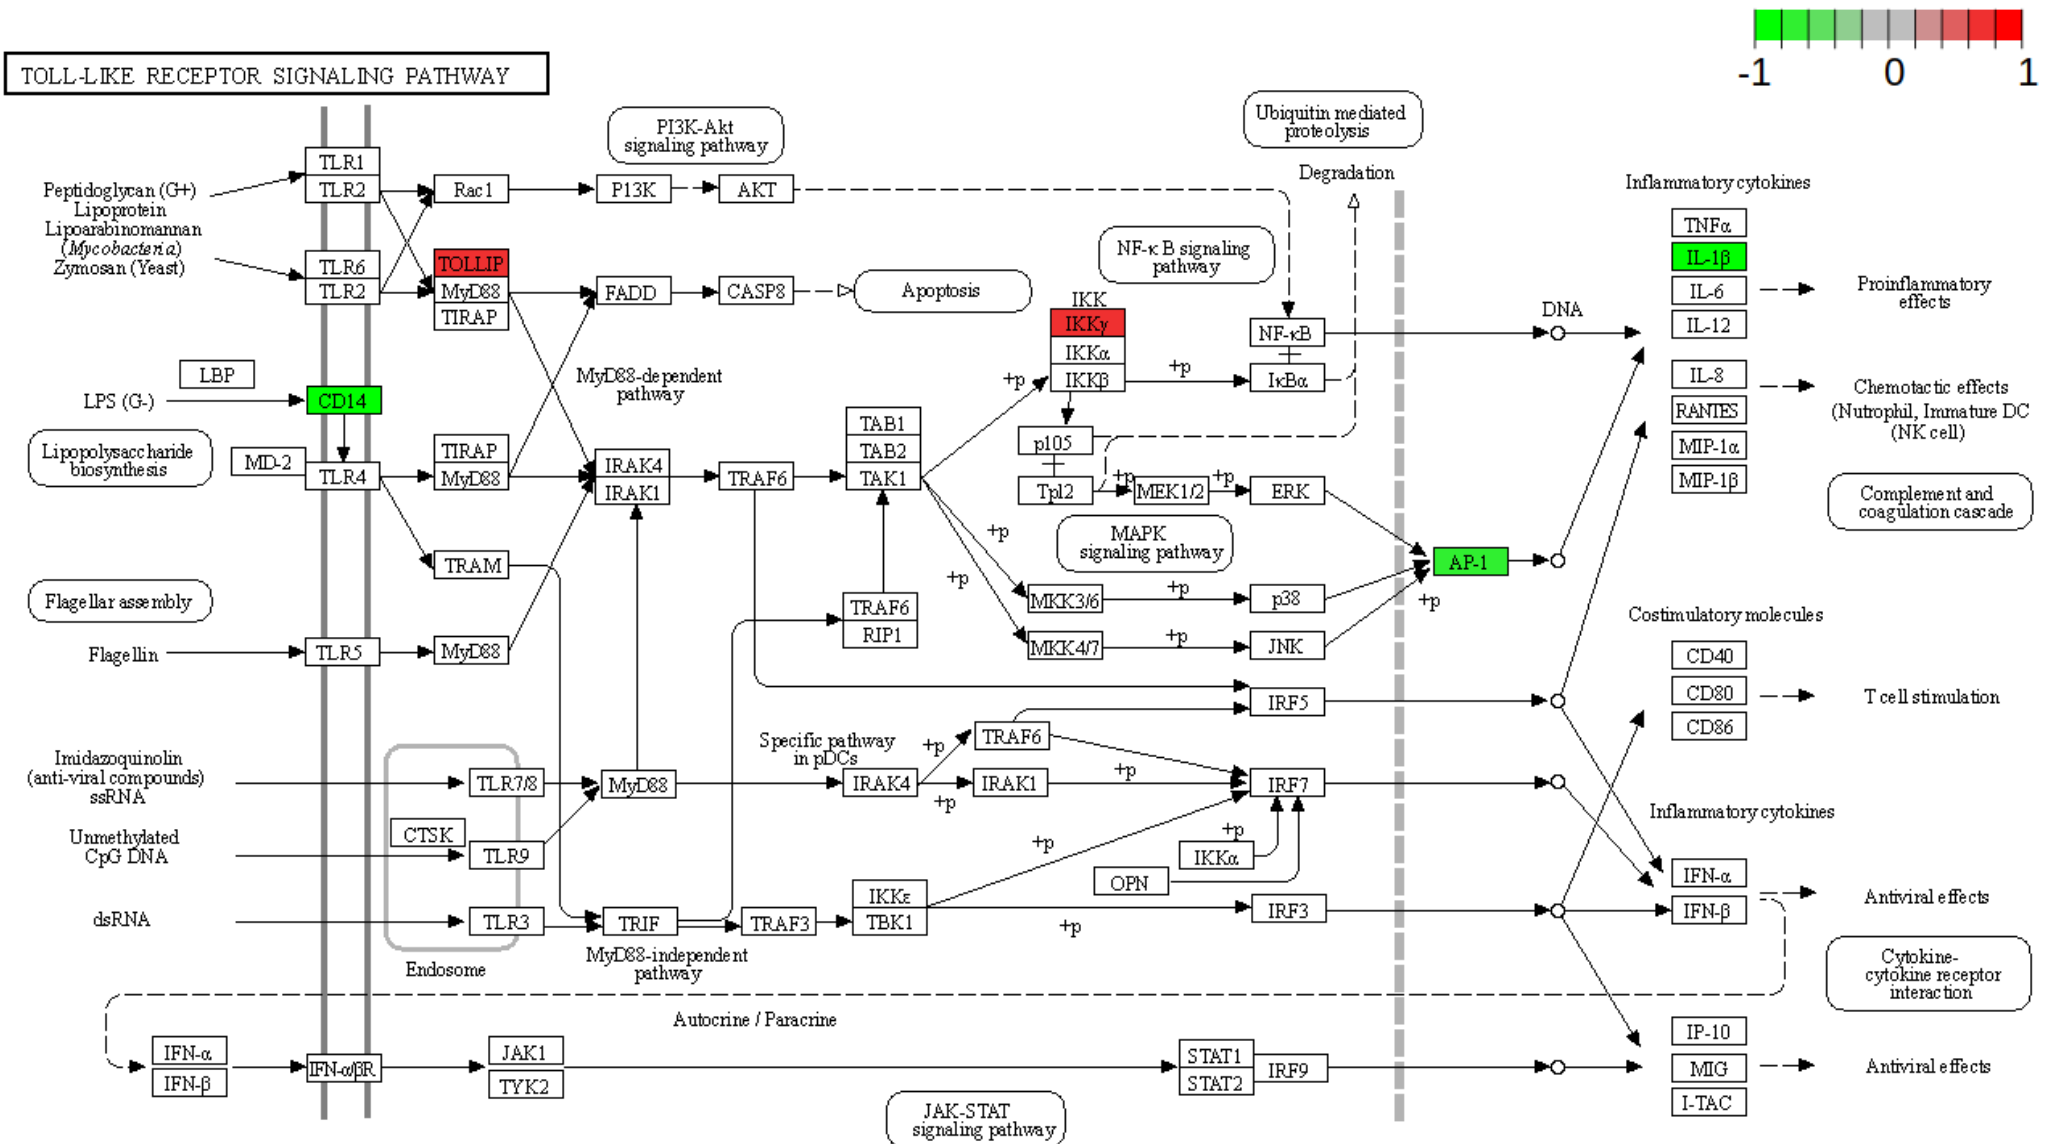 -1 0 1
TOLL-LIKE RECEPTOR SIGNALING PATHWAY
PI3K-Akt
signaling pathway
Ubiquitin mediated
proteolysis
Degradation
Inflammatory cytokines
TLR1
TLR2
Peptidoglycan (G+)
Lipoprotein
Lipoarabinomannan
(Mycobacteria)
Zymosan (Yeast)
Rac1
P13K
AKT
TNFα
IL-1β
IL-6
IL-12
Proinflammatory
effects
TLR6
TLR2
TOLLIP
MyD88
TIRAP
FADD
CASP8
Apoptosis
NF-κ B signaling
pathway
IKK
IKKγ
IKKα
IKKβ
NF-κB
IκBα
DNA
+p
+p
LBP
LPS (G-)
CD14
MyD88-dependent
pathway
IL-8
RANTES
MIP-1α
MIP-1β
Chemotactic effects
(Nutrophil, Immature DC
(NK cell)
Lipopolysaccharide
biosynthesis
MD-2
TLR4
TIRAP
MyD88
IRAK4
IRAK1
TRAF6
TAB1
TAB2
TAK1
p105
Tpl2
+p
MEK1/2
+p
ERK
Complement and
coagulation cascade
MAPK
signaling pathway
+p
+p
TRAM
AP-1
+p
Flagellar assembly
TRAF6
RIP1
MKK3/6
+p
p38
MKK4/7
+p
JNK
Costimulatory molecules
CD40
CD80
CD86
T cell stimulation
Flagellin
TLR5
MyD88
IRF5
TRAF6
Specific pathway
in pDCs
+p
Imidazoquinolin
(anti-viral compounds)
ssRNA
TLR7/8
MyD88
IRAK4
+p
IRAK1
+p
IRF7
Inflammatory cytokines
Unmethylated
CpG DNA
CTSK
TLR9
+p
+p
IKKα
OPN
IFN-α
IFN-β
Antiviral effects
dsRNA
TLR3
TRIF
TRAF3
IKKε
TBK1
+p
IRF3
Endosome
MyD88-independent
pathway
Cytokine-
cytokine receptor
interaction
Autocrine / Paracrine
IFN-α
IFN-β
IFN-α/βR
JAK1
TYK2
STAT1
STAT2
IRF9
IP-10
MIG
I-TAC
Antiviral effects
JAK-STAT
signaling pathway